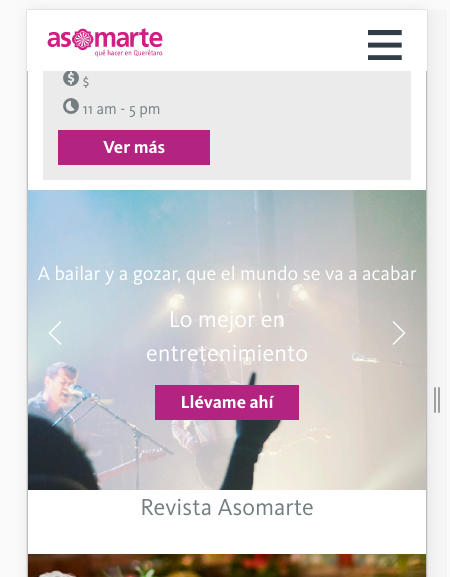 asomarte
qué hacer en Querétaro
$
11 am - 5 pm
Ver más
A bailar y a gozar, que el mundo se va a acabar
Lo mejor en
entretenimiento
Llévame ahí
Revista Asomarte